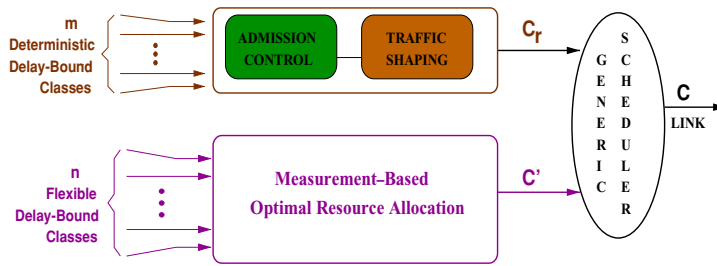 m
Deterministic
Delay-Bound
Classes
ADMISSION
CONTROL
TRAFFIC
SHAPING
Cr
n
Flexible
Delay-Bound
Classes
Measurement–Based
Optimal Resource Allocation
C'
GENERIC
SCHEDULER
C
LINK